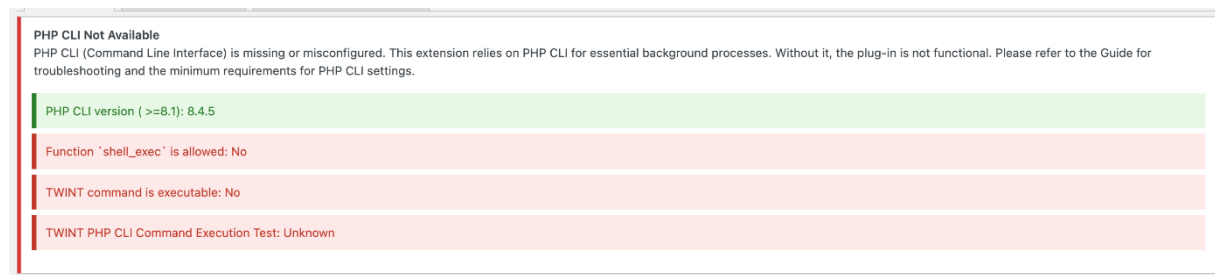 PHP CLI Not Available
PHP CLI (Command Line Interface) is missing or misconfigured. This extension relies on PHP CLI for essential background processes. Without it, the plug-in is not functional. Please refer to the Guide for
troubleshooting and the minimum requirements for PHP CLI settings.
PHP CLI version ( >=8.1): 8.4.5
Function `shell_exec` is allowed: No
TWINT command is executable: No
TWINT PHP CLI Command Execution Test: Unknown